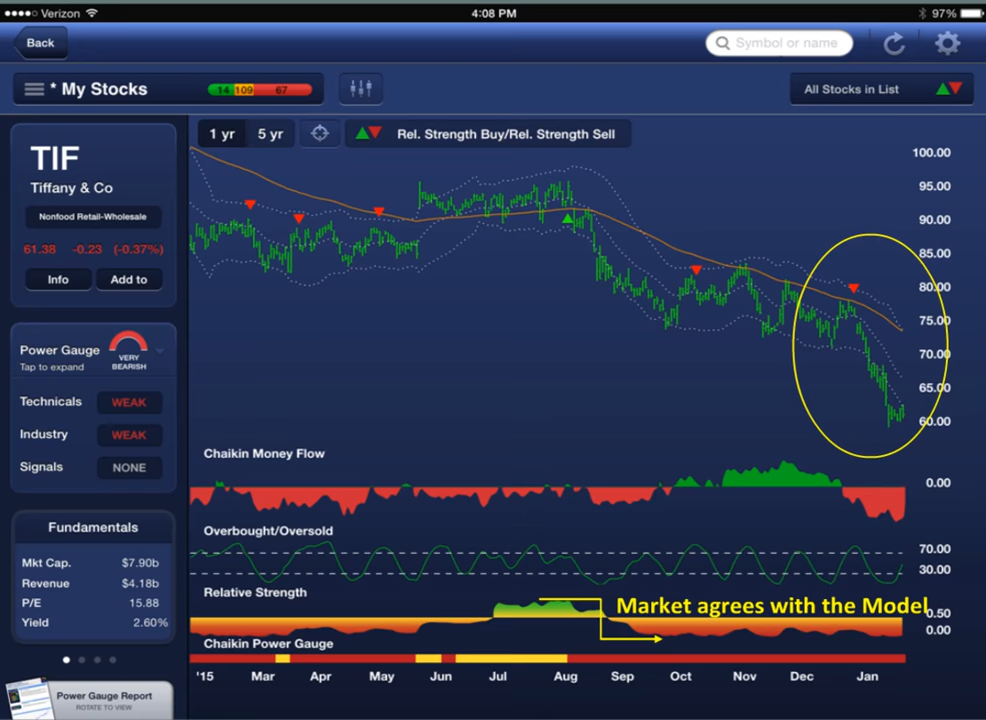 Verizon
4:08 PM
97%
Back
Symbol or name
* My Stocks
14 109 67
All Stocks in List
TIF
Tiffany & Co
Nonfood Retail-Wholesale
61.38 -0.23 (-0.37%)
Info Add to
Power Gauge
Tap to expand
VERY
BEARISH
Technicals WEAK
Industry WEAK
Signals NONE
Fundamentals
Mkt Cap. $7.90b
Revenue $4.18b
P/E 15.88
Yield 2.60%
Power Gauge Report
ROTATE TO VIEW
1 yr 5 yr
Rel. Strength Buy/Rel. Strength Sell
100.00
95.00
90.00
85.00
80.00
75.00
70.00
65.00
60.00
Chaikin Money Flow
0.00
Overbought/Oversold
70.00
30.00
Relative Strength
Market agrees with the Model
0.50
0.00
Chaikin Power Gauge
'15 Mar Apr May Jun Jul Aug Sep Oct Nov Dec Jan